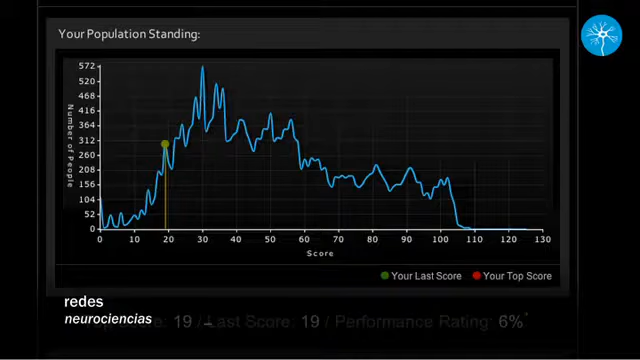 Your Population Standing:
572
520
468
416
364
312
260
208
156
104
52
0
Number of People
0 10 20 30 40 50 60 70 80 90 100 110 120 130
Score
Your Last Score Your Top Score
redes
neurociencias
Top Score: 19 / Last Score: 19 / Performance Rating: 6%*